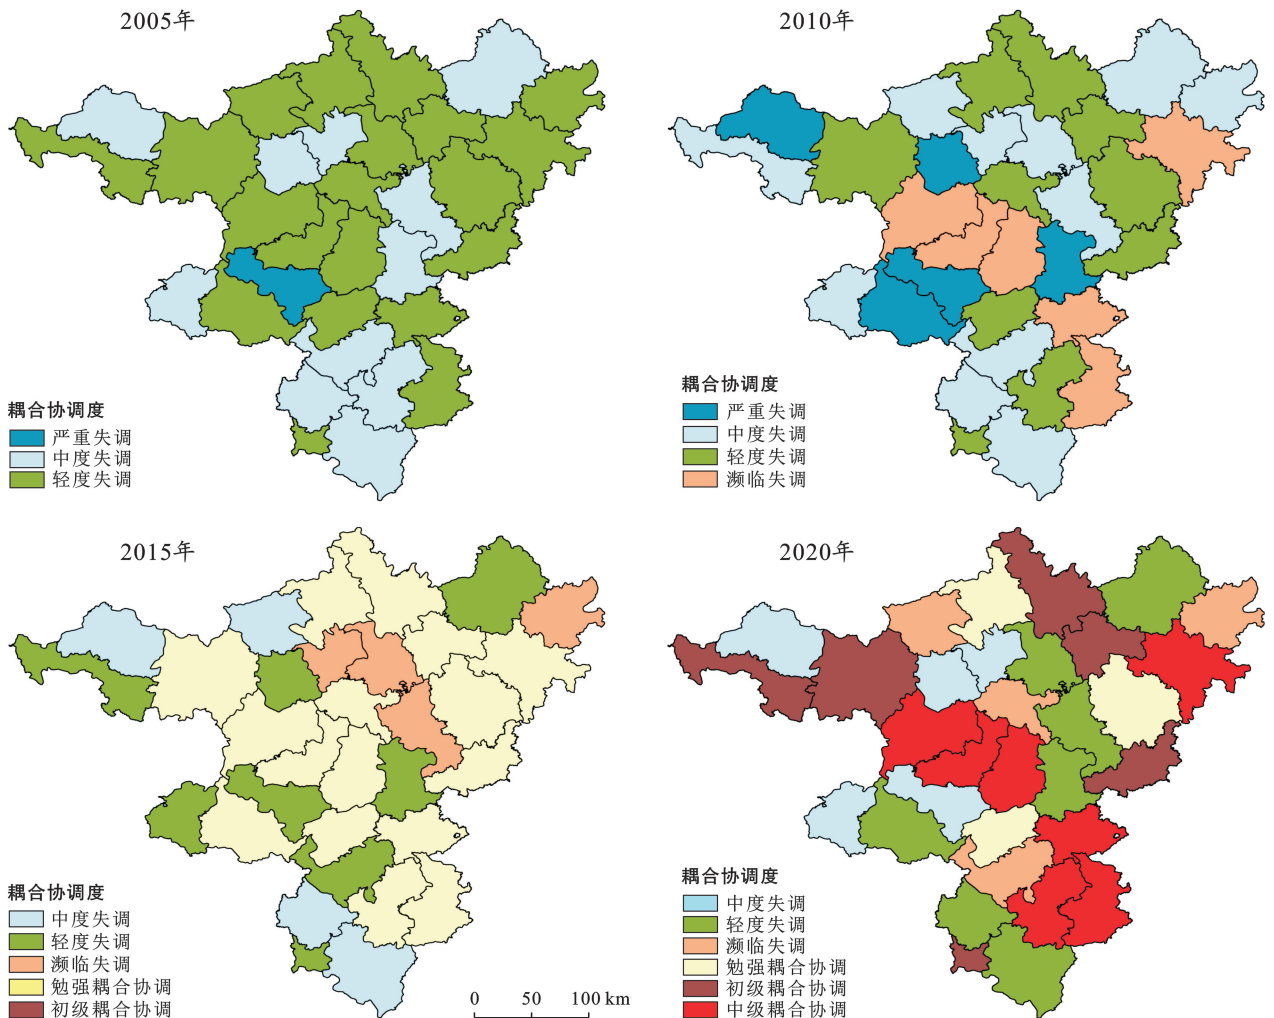 2005年
耦合协调度
严重失调
中度失调
轻度失调
2010年
耦合协调度
严重失调
中度失调
轻度失调
濒临失调
2015年
耦合协调度
中度失调
轻度失调
濒临失调
勉强耦合协调
初级耦合协调
0 50 100 km
2020年
耦合协调度
中度失调
轻度失调
濒临失调
勉强耦合协调
初级耦合协调
中级耦合协调